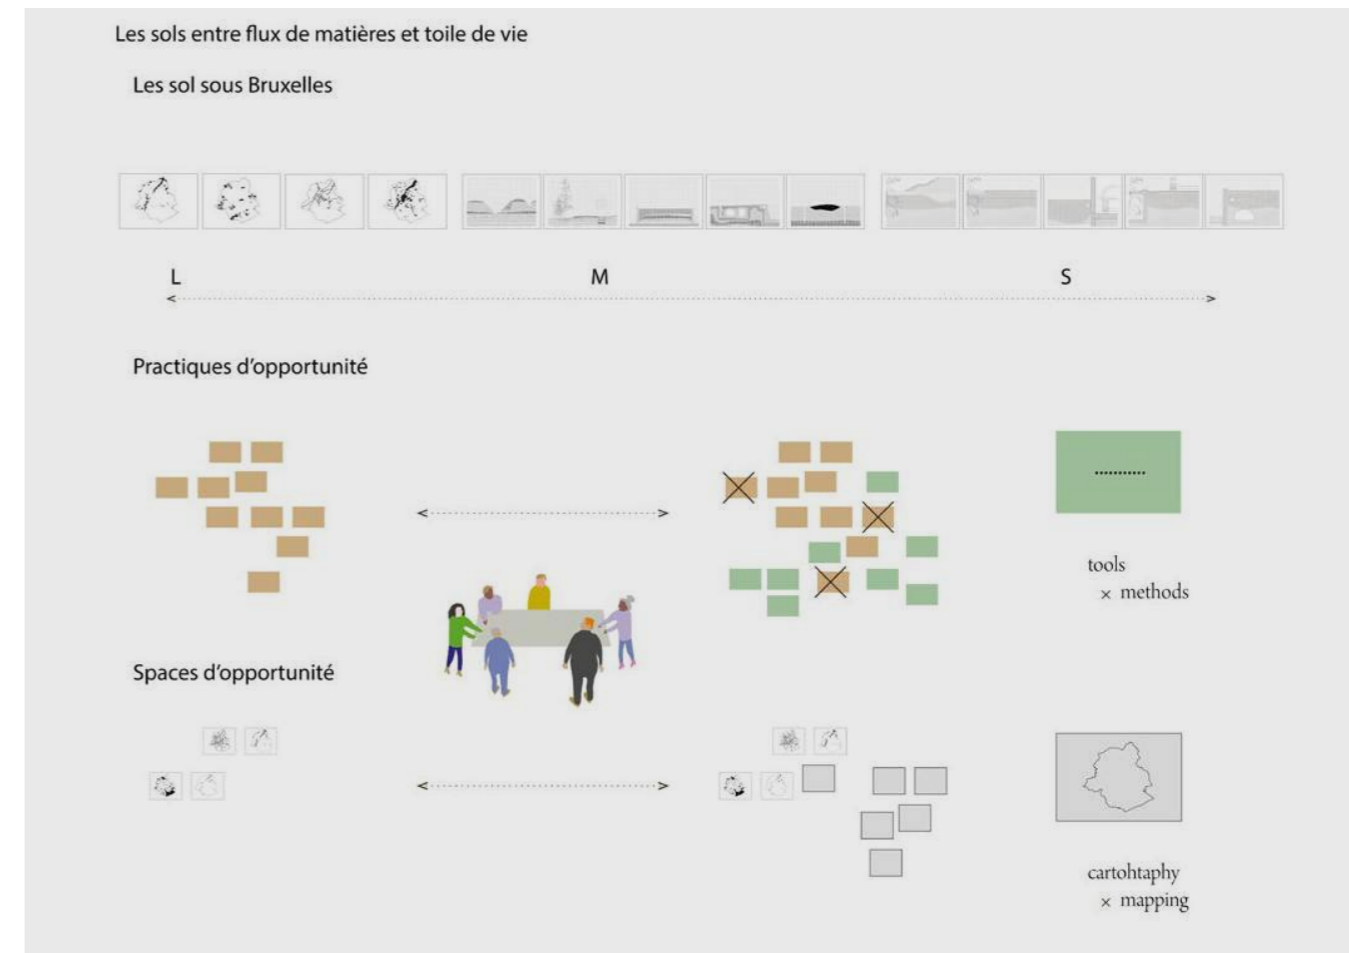 Les sols entre flux de matières et toile de vie
Les sol sous Bruxelles
L
M
S
Practiques d'opportunité
tools
× methods
Spaces d'opportunité
cartohtaphy
× mapping